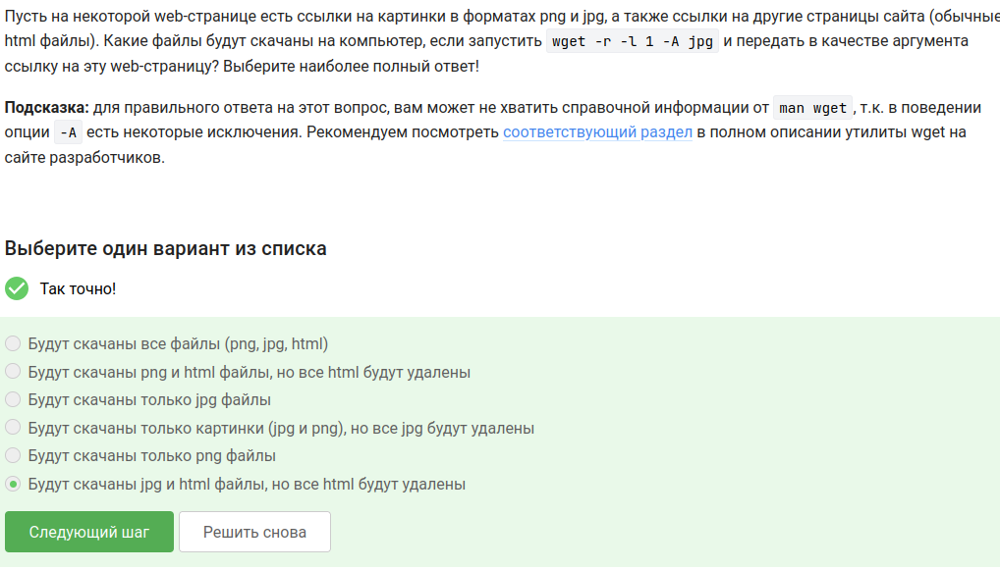 Пусть на некоторой web-странице есть ссылки на картинки в форматах png и jpg, а также ссылки на другие страницы сайта (обычные
html файлы). Какие файлы будут скачаны на компьютер, если запустить wget -r -l 1 -A jpg и передать в качестве аргумента
ссылку на эту web-страницу? Выберите наиболее полный ответ!
Подсказка: для правильного ответа на этот вопрос, вам может не хватить справочной информации от man wget, т.к. в поведении
опции -A есть некоторые исключения. Рекомендуем посмотреть соответствующий раздел в полном описании утилиты wget на
сайте разработчиков.
Выберите один вариант из списка
Так точно!
Будут скачаны все файлы (png, jpg, html)
Будут скачаны png и html файлы, но все html будут удалены
Будут скачаны только jpg файлы
Будут скачаны только картинки (jpg и png), но все jpg будут удалены
Будут скачаны только png файлы
Будут скачаны jpg и html файлы, но все html будут удалены
Следующий шаг
Решить снова